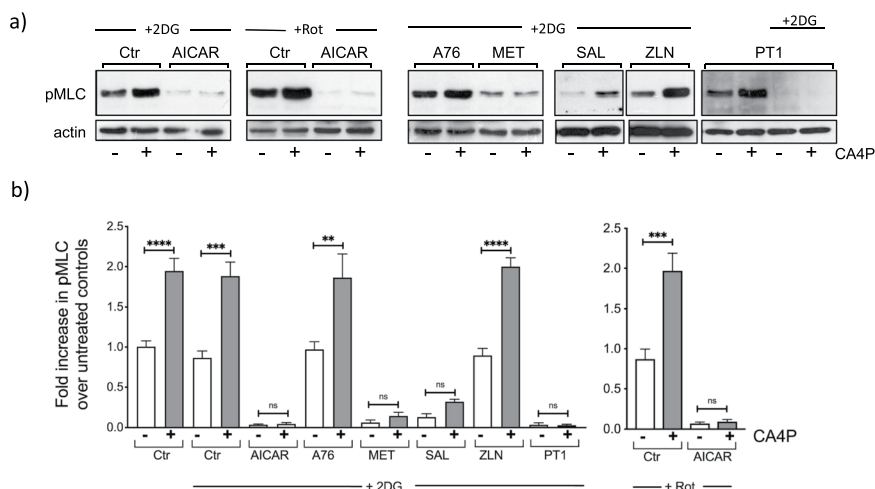 a)
+2DG +Rot +2DG +2DG
Ctr AICAR Ctr AICAR A76 MET SAL ZLN PT1
pMLC
actin
- + - + - + - + - + - + - + - + - + - + CA4P
b)
Fold increase in pMLC
over untreated controls
2.5 2.5
**** *** ** **** ***
2.0 2.0
1.5 1.5
1.0 1.0
0.5 0.5
ns ns ns ns ns
0.0 0.0
- + - + - + - + - + - + - + - + - + - + CA4P
Ctr Ctr AICAR A76 MET SAL ZLN PT1 Ctr AICAR
+ 2DG + Rot